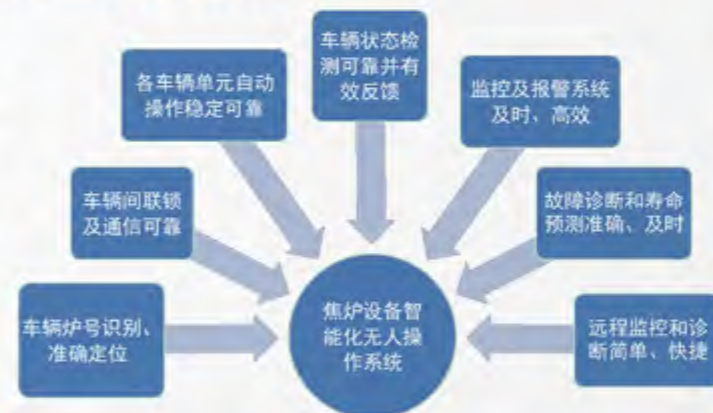 车辆状态检
测可靠并有
效反馈
各车辆单元自动
操作稳定可靠
监控及报警系统
及时、高效
车辆间联锁
及通信可靠
故障诊断和寿命
预测准确、及时
车辆炉号识别、
准确定位
焦炉设备智
能化无人操
作系统
远程监控和诊
断简单、快捷